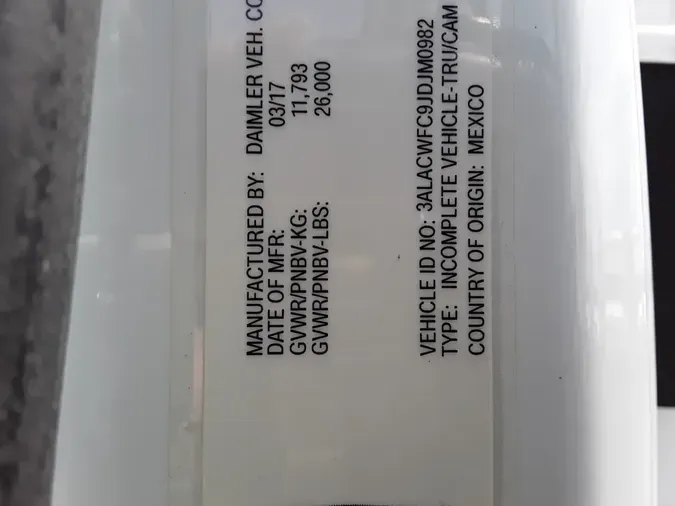 MANUFACTURED BY: DAIMLER VEH. CO
DATE OF MFR: 03/17
GVWR/PNBV-KG: 11,793
GVWR/PNBV-LBS: 26,000
VEHICLE ID NO: 3ALACWFC9JDJM0982
TYPE: INCOMPLETE VEHICLE-TRU/CAM
COUNTRY OF ORIGIN: MEXICO